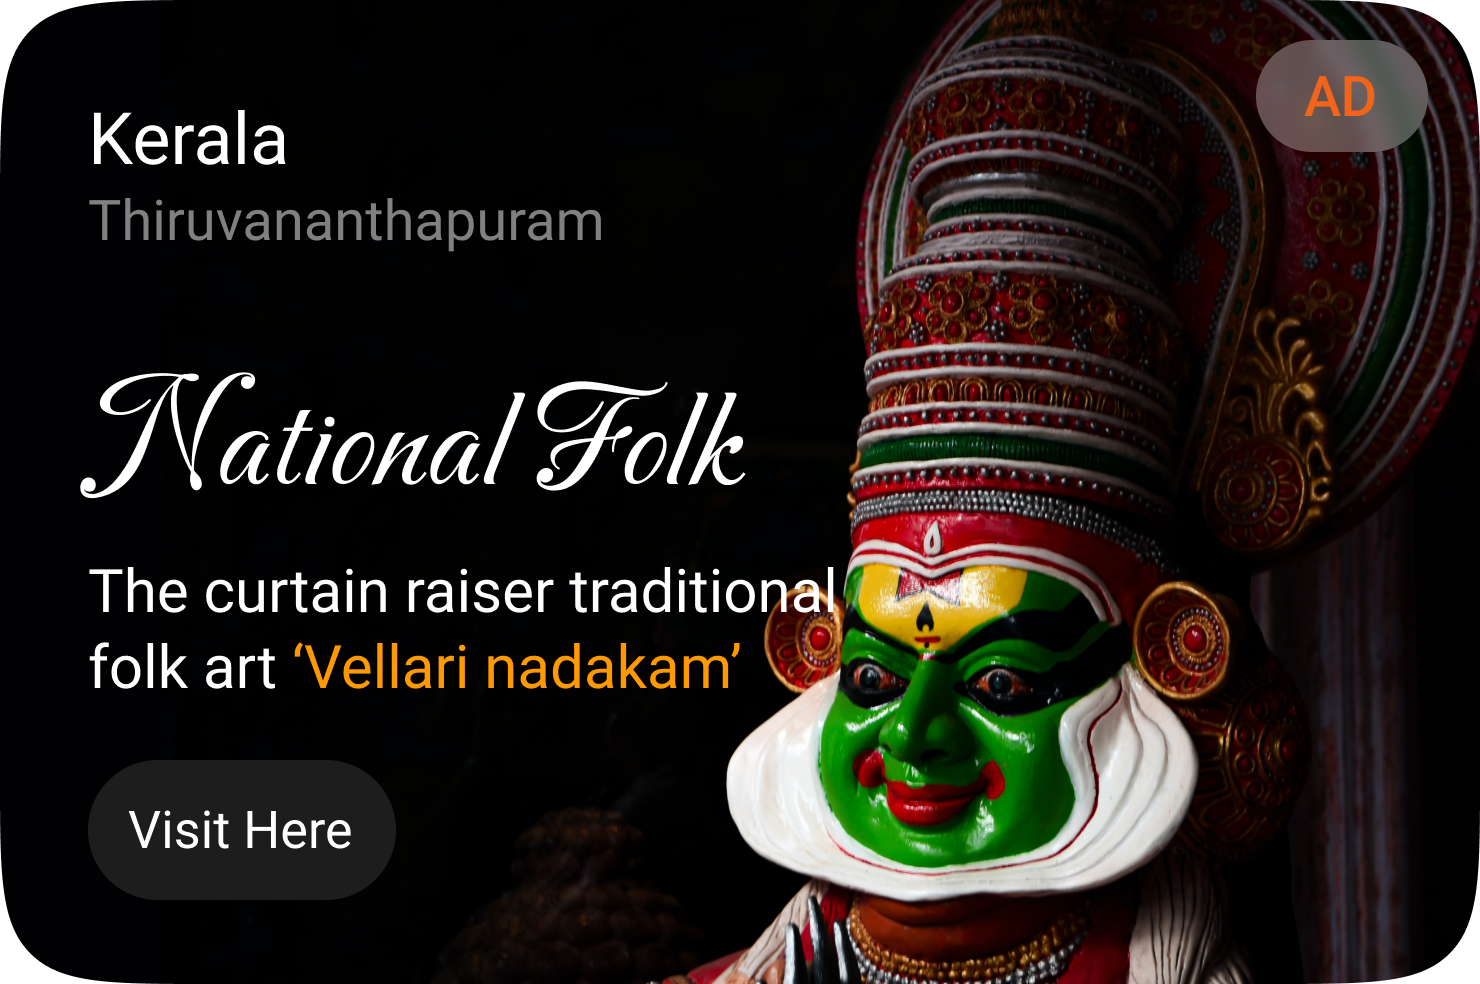 AD
Kerala
Thiruvananthapuram
National Folk
The curtain raiser traditional
folk art ‘Vellari nadakam’
Visit Here